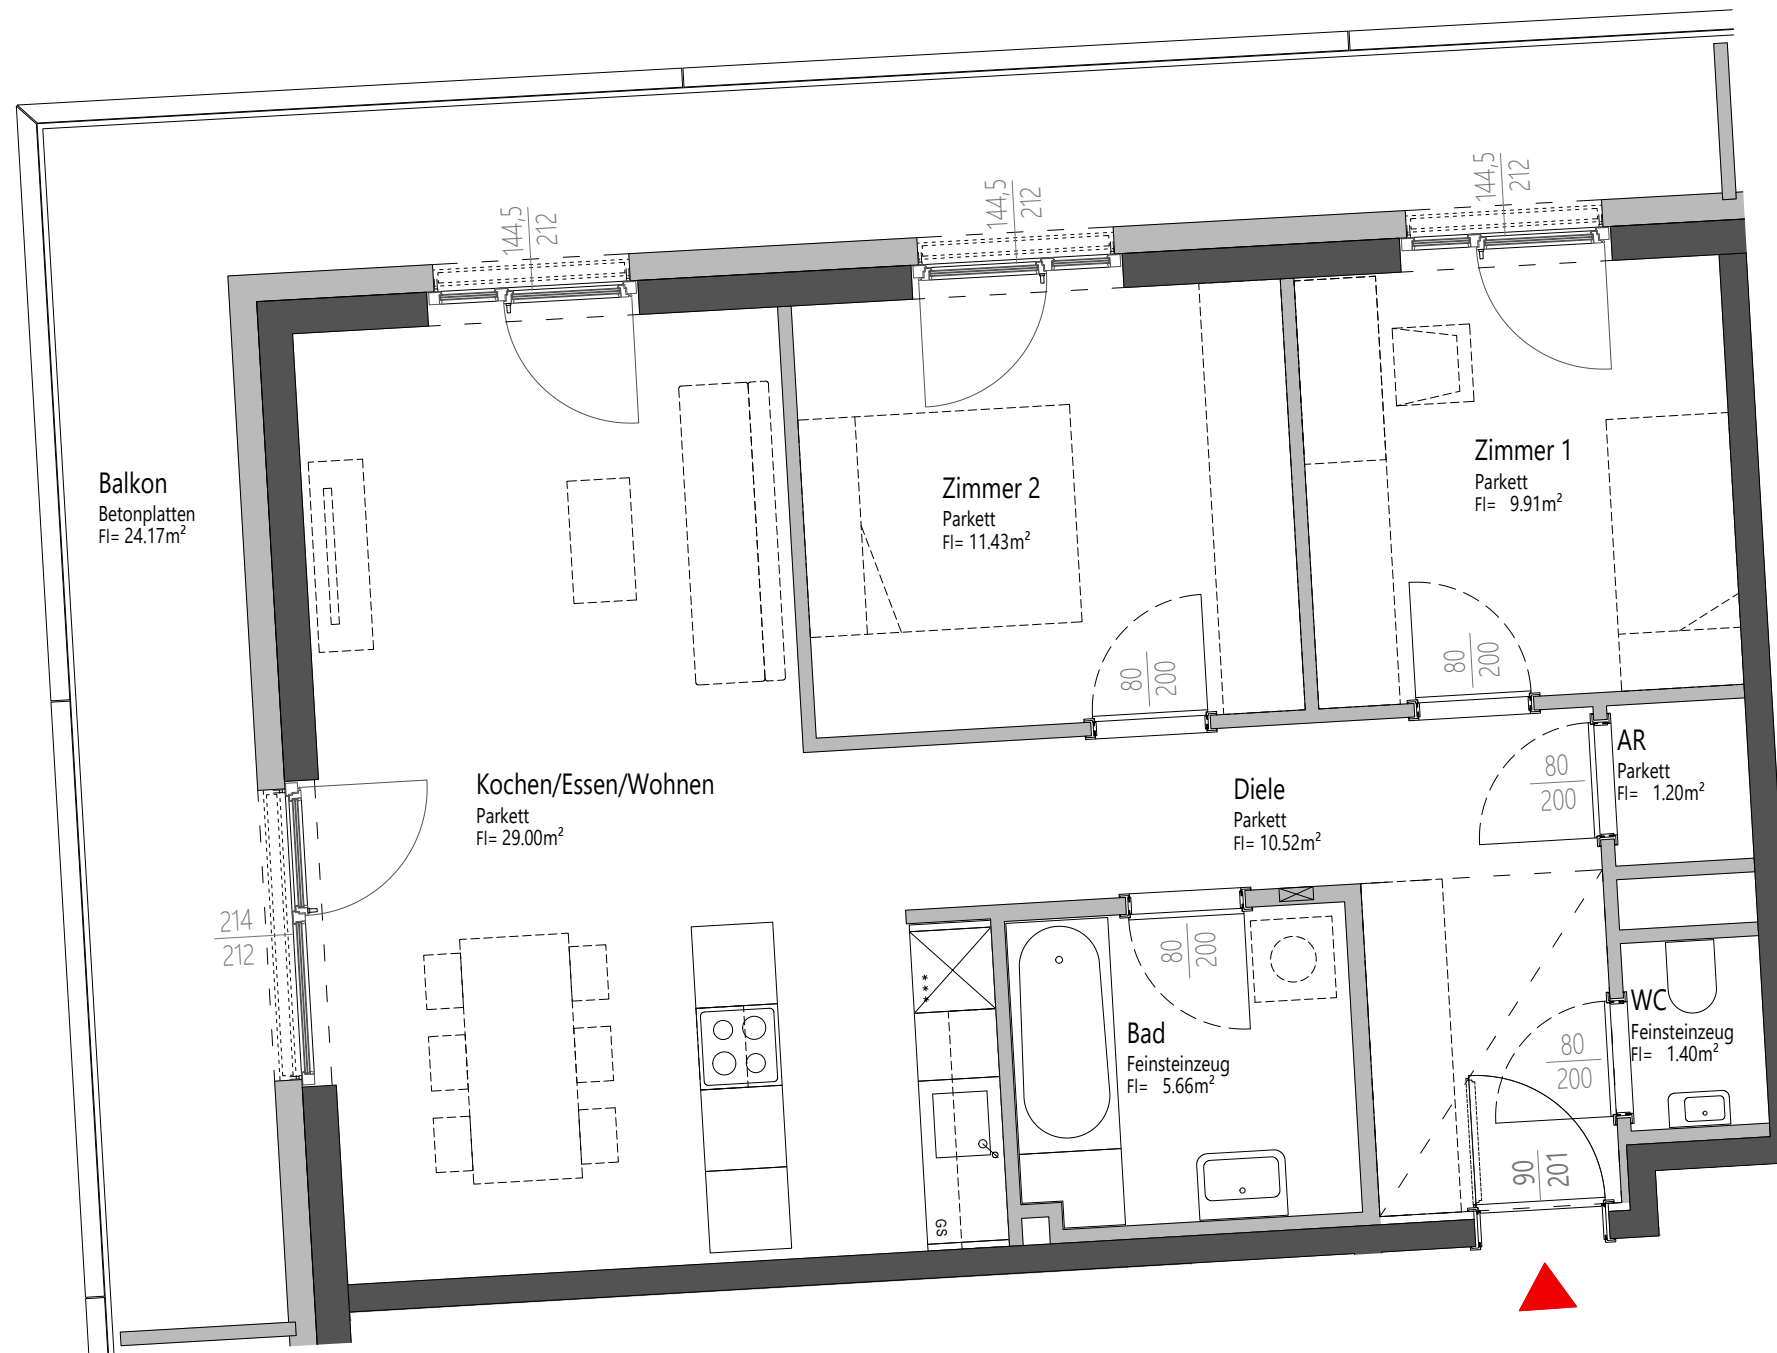 144,5
212
144,5
212
144,5
212
Balkon
Betonplatten
Fl= 24.17m²
Zimmer 2
Parkett
Fl= 11.43m²
Zimmer 1
Parkett
Fl= 9.91m²
80
200
80
200
Kochen/Essen/Wohnen
Parkett
Fl= 29.00m²
Diele
Parkett
Fl= 10.52m²
80
200
AR
Parkett
Fl= 1.20m²
214
212
80
200
***
Bad
Feinsteinzeug
Fl= 5.66m²
WC
Feinsteinzeug
Fl= 1.40m²
80
200
90
201
GS